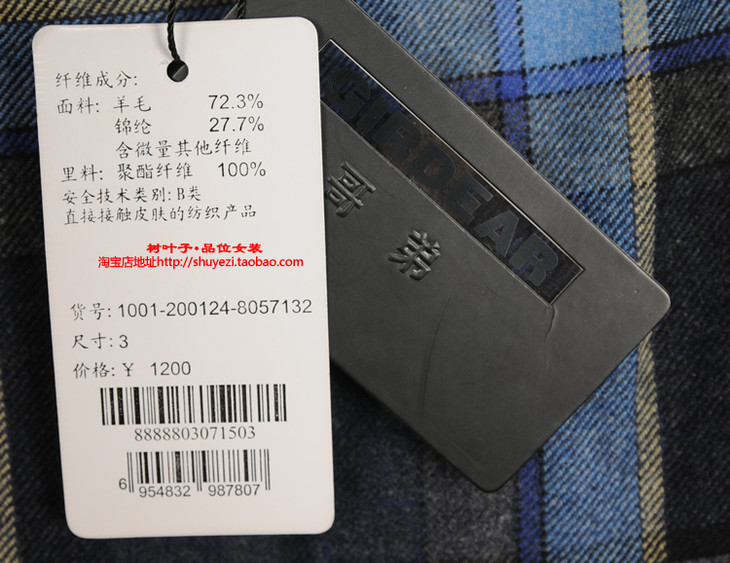 纤维成分:
面料: 羊毛 72.3%
锦纶 27.7%
含微量其他纤维
里料: 聚酯纤维 100%
安全技术类别: B类
直接接触皮肤的纺织产品
树叶子•品位女装
淘宝店地址http://shuyezi.taobao.com
货号: 1001-200124-8057132
尺寸: 3
价格: ¥ 1200
8888803071503
6 954832 987807
GIRDEAR
哥弟